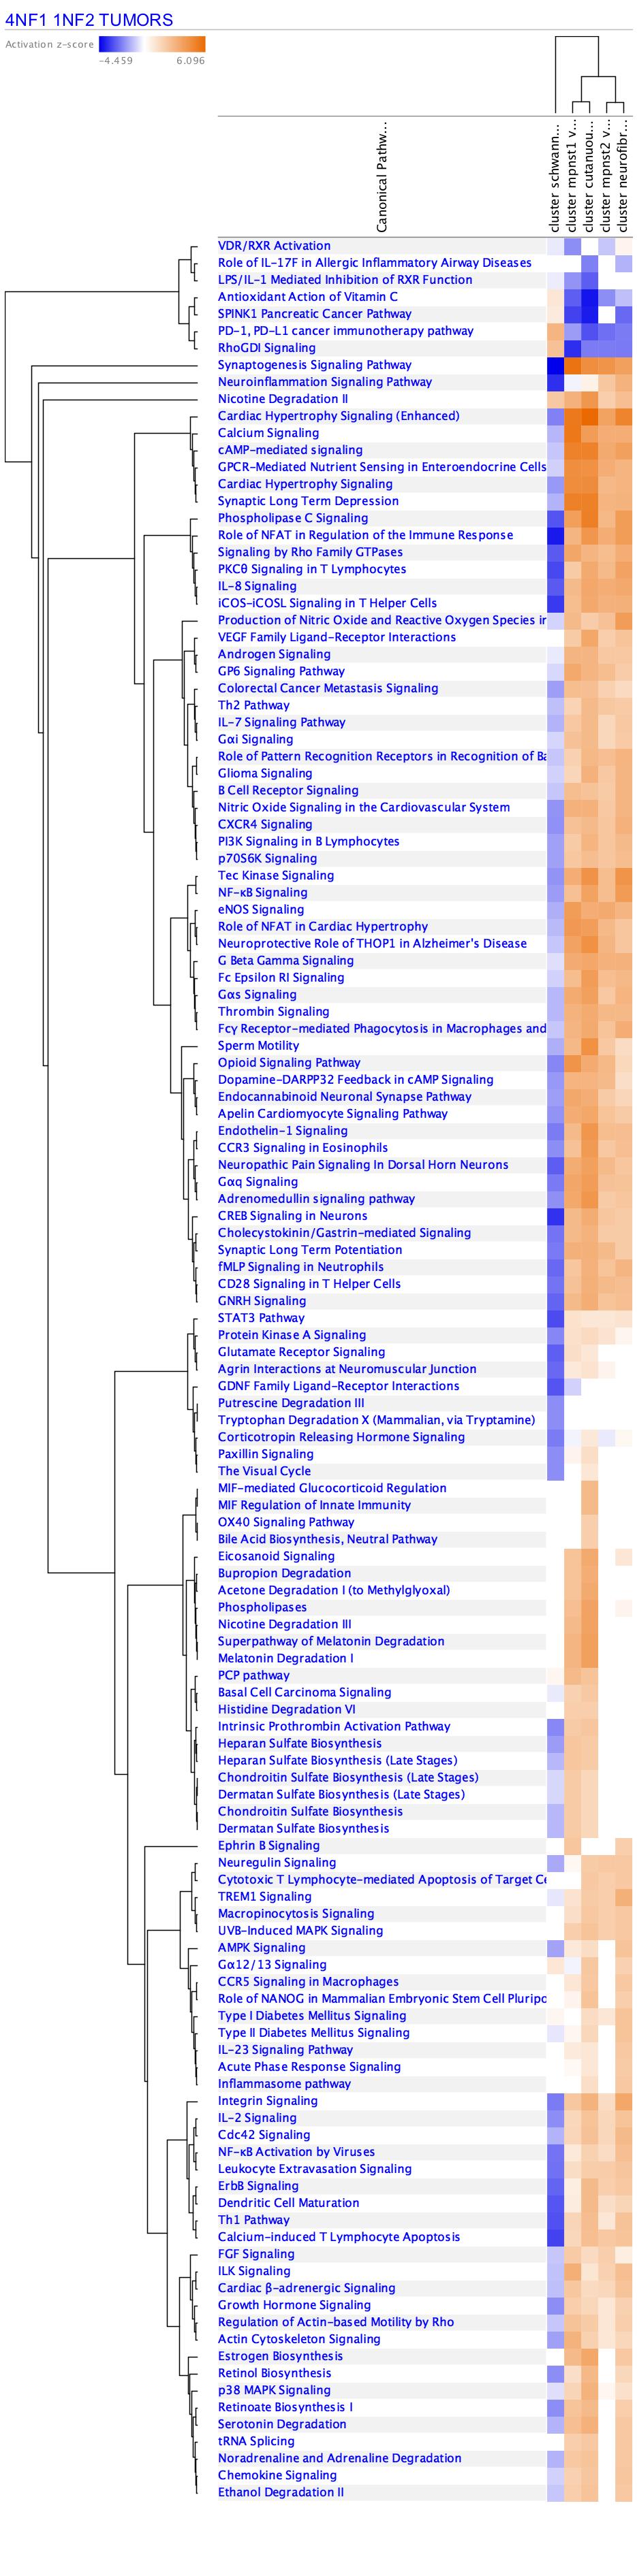 4NF1 1NF2 TUMORS
Activation z-score
-4.459 6.096
Canonical Pathw...
cluster schwann...
cluster mpnst1 v...
cluster cutanuou...
cluster mpnst2 v...
cluster neurofibr...
VDR/RXR Activation
Role of IL-17F in Allergic Inflammatory Airway Diseases
LPS/IL-1 Mediated Inhibition of RXR Function
Antioxidant Action of Vitamin C
SPINK1 Pancreatic Cancer Pathway
PD-1, PD-L1 cancer immunotherapy pathway
RhoGDI Signaling
Synaptogenesis Signaling Pathway
Neuroinflammation Signaling Pathway
Nicotine Degradation II
Cardiac Hypertrophy Signaling (Enhanced)
Calcium Signaling
cAMP-mediated signaling
GPCR-Mediated Nutrient Sensing in Enteroendocrine Cells
Cardiac Hypertrophy Signaling
Synaptic Long Term Depression
Phospholipase C Signaling
Role of NFAT in Regulation of the Immune Response
Signaling by Rho Family GTPases
PKCθ Signaling in T Lymphocytes
IL-8 Signaling
iCOS-iCOSL Signaling in T Helper Cells
Production of Nitric Oxide and Reactive Oxygen Species in
VEGF Family Ligand-Receptor Interactions
Androgen Signaling
GP6 Signaling Pathway
Colorectal Cancer Metastasis Signaling
Th2 Pathway
IL-7 Signaling Pathway
Gαi Signaling
Role of Pattern Recognition Receptors in Recognition of Ba
Glioma Signaling
B Cell Receptor Signaling
Nitric Oxide Signaling in the Cardiovascular System
CXCR4 Signaling
PI3K Signaling in B Lymphocytes
p70S6K Signaling
Tec Kinase Signaling
NF-κB Signaling
eNOS Signaling
Role of NFAT in Cardiac Hypertrophy
Neuroprotective Role of THOP1 in Alzheimer's Disease
G Beta Gamma Signaling
Fc Epsilon RI Signaling
Gαs Signaling
Thrombin Signaling
Fcγ Receptor-mediated Phagocytosis in Macrophages and
Sperm Motility
Opioid Signaling Pathway
Dopamine-DARPP32 Feedback in cAMP Signaling
Endocannabinoid Neuronal Synapse Pathway
Apelin Cardiomyocyte Signaling Pathway
Endothelin-1 Signaling
CCR3 Signaling in Eosinophils
Neuropathic Pain Signaling In Dorsal Horn Neurons
Gαq Signaling
Adrenomedullin signaling pathway
CREB Signaling in Neurons
Cholecystokinin/Gastrin-mediated Signaling
Synaptic Long Term Potentiation
fMLP Signaling in Neutrophils
CD28 Signaling in T Helper Cells
GNRH Signaling
STAT3 Pathway
Protein Kinase A Signaling
Glutamate Receptor Signaling
Agrin Interactions at Neuromuscular Junction
GDNF Family Ligand-Receptor Interactions
Putrescine Degradation III
Tryptophan Degradation X (Mammalian, via Tryptamine)
Corticotropin Releasing Hormone Signaling
Paxillin Signaling
The Visual Cycle
MIF-mediated Glucocorticoid Regulation
MIF Regulation of Innate Immunity
OX40 Signaling Pathway
Bile Acid Biosynthesis, Neutral Pathway
Eicosanoid Signaling
Bupropion Degradation
Acetone Degradation I (to Methylglyoxal)
Phospholipases
Nicotine Degradation III
Superpathway of Melatonin Degradation
Melatonin Degradation I
PCP pathway
Basal Cell Carcinoma Signaling
Histidine Degradation VI
Intrinsic Prothrombin Activation Pathway
Heparan Sulfate Biosynthesis
Heparan Sulfate Biosynthesis (Late Stages)
Chondroitin Sulfate Biosynthesis (Late Stages)
Dermatan Sulfate Biosynthesis (Late Stages)
Chondroitin Sulfate Biosynthesis
Dermatan Sulfate Biosynthesis
Ephrin B Signaling
Neuregulin Signaling
Cytotoxic T Lymphocyte-mediated Apoptosis of Target Ce
TREM1 Signaling
Macropinocytosis Signaling
UVB-Induced MAPK Signaling
AMPK Signaling
Gα12/13 Signaling
CCR5 Signaling in Macrophages
Role of NANOG in Mammalian Embryonic Stem Cell Pluripo
Type I Diabetes Mellitus Signaling
Type II Diabetes Mellitus Signaling
IL-23 Signaling Pathway
Acute Phase Response Signaling
Inflammasome pathway
Integrin Signaling
IL-2 Signaling
Cdc42 Signaling
NF-κB Activation by Viruses
Leukocyte Extravasation Signaling
ErbB Signaling
Dendritic Cell Maturation
Th1 Pathway
Calcium-induced T Lymphocyte Apoptosis
FGF Signaling
ILK Signaling
Cardiac β-adrenergic Signaling
Growth Hormone Signaling
Regulation of Actin-based Motility by Rho
Actin Cytoskeleton Signaling
Estrogen Biosynthesis
Retinol Biosynthesis
p38 MAPK Signaling
Retinoate Biosynthesis I
Serotonin Degradation
tRNA Splicing
Noradrenaline and Adrenaline Degradation
Chemokine Signaling
Ethanol Degradation II